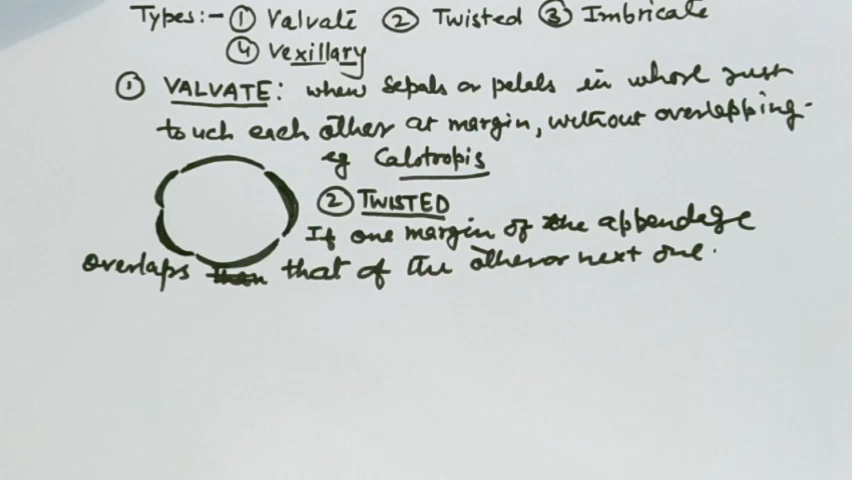 Types:- ① Valvate ② Twisted ③ Imbricate
④ Vexillary
① VALVATE: when sepals or petals in whorl just
touch each other at margin, without overlapping.
eg Calotropis
② TWISTED
If one margin of the appendage
overlaps that of the other or next one.